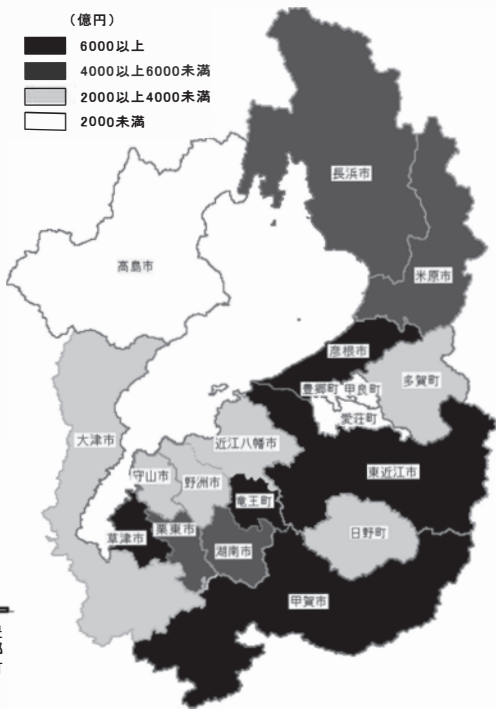 (億円)
6000以上
4000以上6000未満
2000以上4000未満
2000未満
長浜市
高島市
米原市
彦根市
豊郷町 甲良町
多賀町
愛荘町
大津市
近江八幡市
東近江市
守山市
野洲市
竜王町
栗東市
草津市
日野町
湖南市
甲賀市